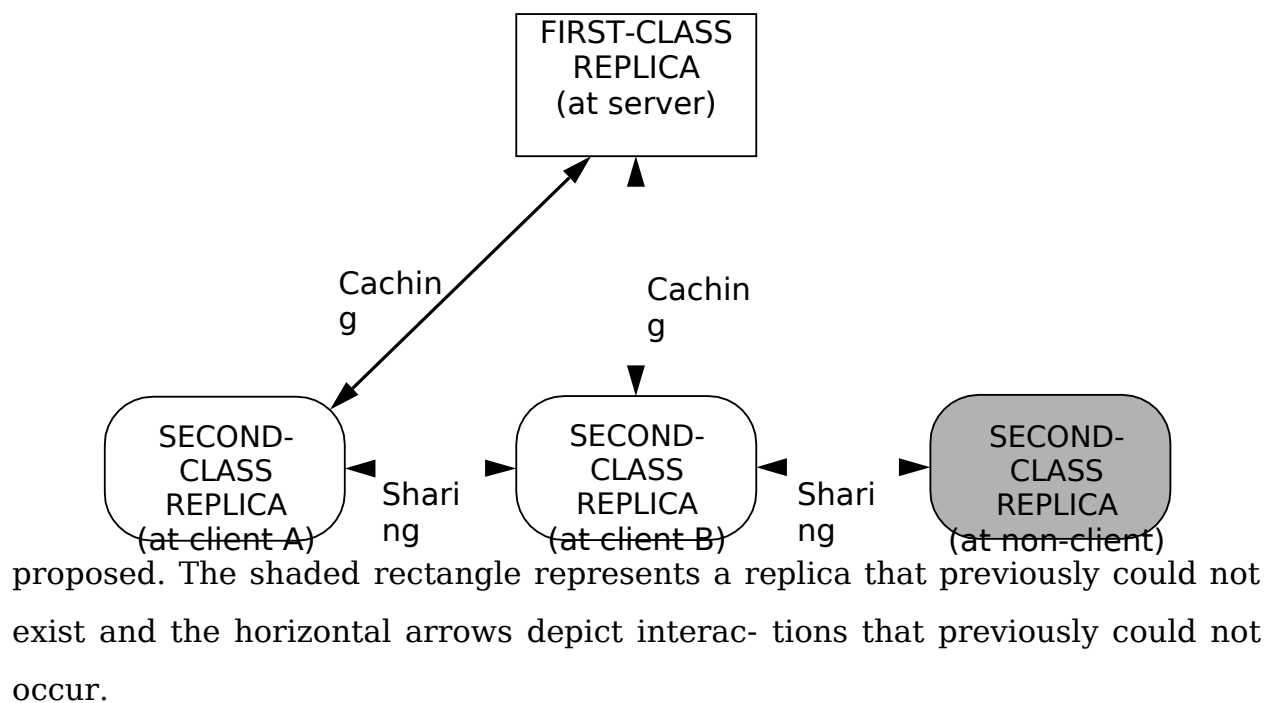 FIRST-CLASS
REPLICA
(at server)
Cachin
g
Cachin
g
SECOND-
CLASS
REPLICA
(at client A)
Shari
ng
SECOND-
CLASS
REPLICA
(at client B)
Shari
ng
SECOND-
CLASS
REPLICA
(at non-client)
proposed. The shaded rectangle represents a replica that previously could not
exist and the horizontal arrows depict interac- tions that previously could not
occur.